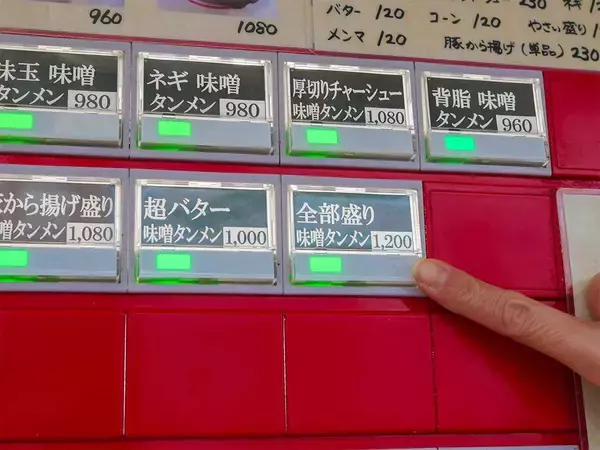 960
1080
230
バター 120
コーン 120
やさい盛り
メンマ 120
豚から揚げ(単品) 230
味玉 味噌
タンメン 980
ネギ 味噌
タンメン 980
厚切りチャーシュー
味噌タンメン 1,080
背脂 味噌
タンメン 960
から揚げ盛り
味噌タンメン 1,080
超バター
味噌タンメン 1,000
全部盛り
味噌タンメン 1,200